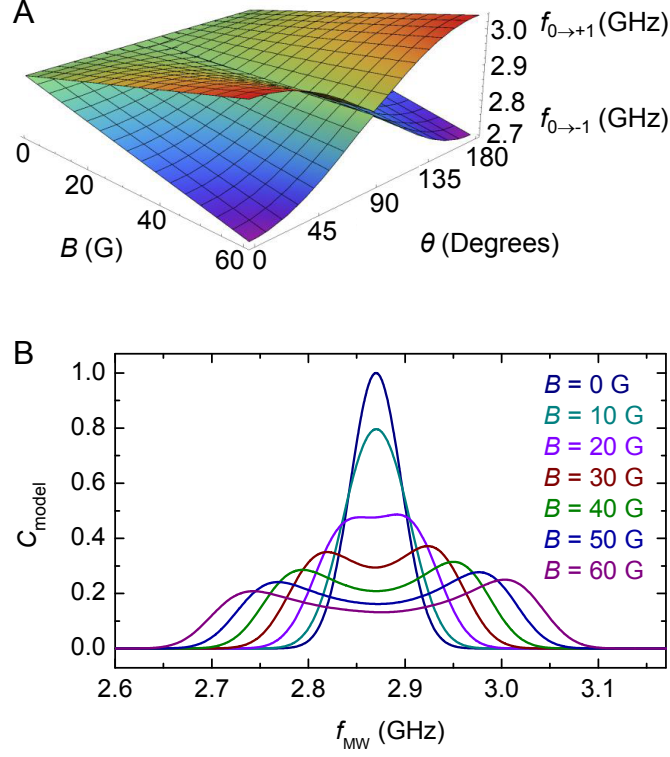 A
3.0
f0→+1 (GHz)
2.9
2.8
f0→-1 (GHz)
2.7
180
135
90
45
0
0
20
40
60
B (G)
θ (Degrees)
B
1.0
0.8
0.6
0.4
0.2
0.0
Cmodel
B = 0 G
B = 10 G
B = 20 G
B = 30 G
B = 40 G
B = 50 G
B = 60 G
2.6 2.7 2.8 2.9 3.0 3.1
fMW (GHz)